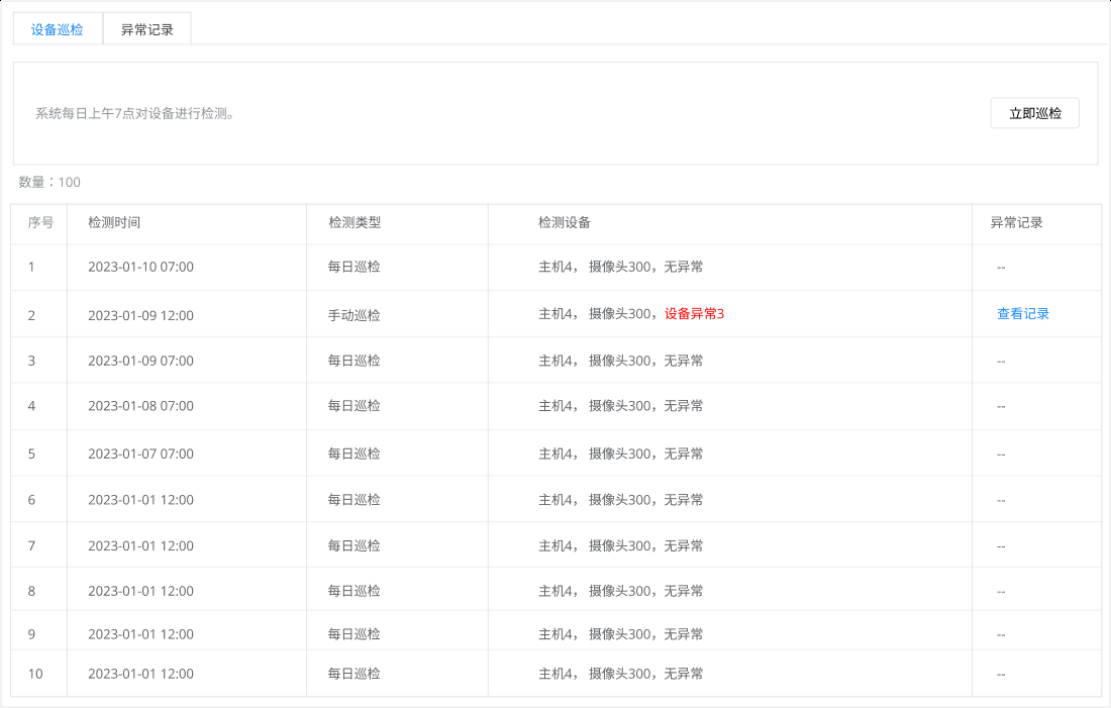 设备巡检 异常记录
系统每日上午7点对设备进行检测。 立即巡检
数量：100
序号 检测时间 检测类型 检测设备 异常记录
1 2023-01-10 07:00 每日巡检 主机4， 摄像头300，无异常 --
2 2023-01-09 12:00 手动巡检 主机4， 摄像头300，设备异常3 查看记录
3 2023-01-09 07:00 每日巡检 主机4， 摄像头300，无异常 --
4 2023-01-08 07:00 每日巡检 主机4， 摄像头300，无异常 --
5 2023-01-07 07:00 每日巡检 主机4， 摄像头300，无异常 --
6 2023-01-01 12:00 每日巡检 主机4， 摄像头300，无异常 --
7 2023-01-01 12:00 每日巡检 主机4， 摄像头300，无异常 --
8 2023-01-01 12:00 每日巡检 主机4， 摄像头300，无异常 --
9 2023-01-01 12:00 每日巡检 主机4， 摄像头300，无异常 --
10 2023-01-01 12:00 每日巡检 主机4， 摄像头300，无异常 --